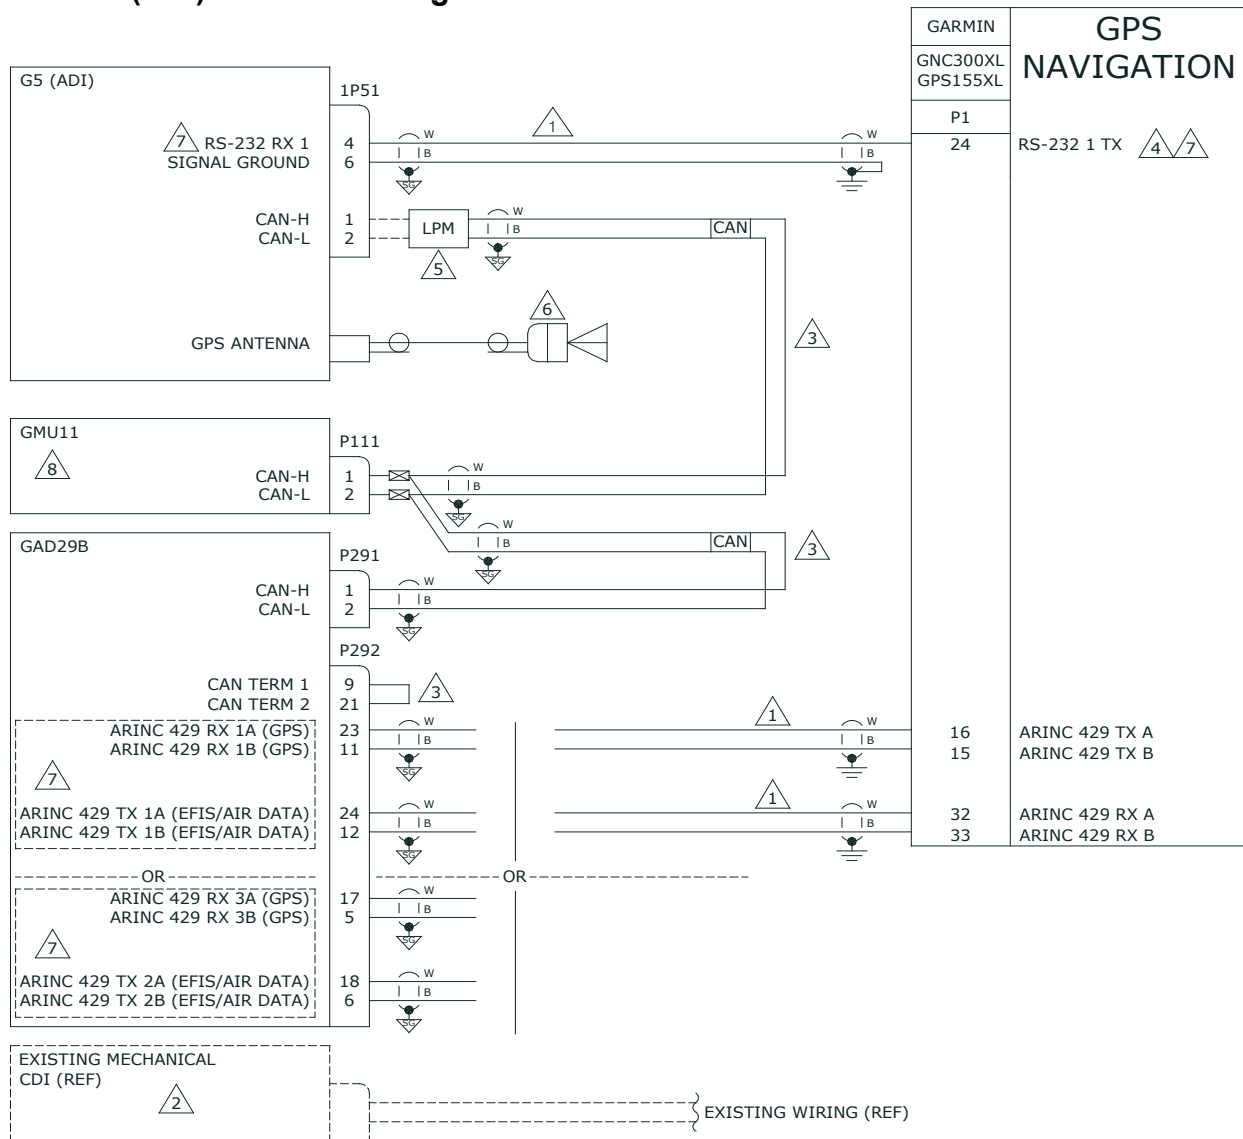 GARMIN
GPS
NAVIGATION
GNC300XL
GPS155XL
P1
G5 (ADI)
1P51
7 RS-232 RX 1 4 W B 1 W B 24 RS-232 1 TX 4 7
SIGNAL GROUND 6
SG
CAN-H 1 LPM W B CAN
CAN-L 2
5 SG
6
GPS ANTENNA
3
GMU11
8
P111
CAN-H 1 W
CAN-L 2 B
SG
W
B CAN 3
SG
GAD29B
P291
CAN-H 1 W
CAN-L 2 B
SG
P292
CAN TERM 1 9
CAN TERM 2 21
3
ARINC 429 RX 1A (GPS) 23 W 1 W 16 ARINC 429 TX A
ARINC 429 RX 1B (GPS) 11 B B 15 ARINC 429 TX B
7 SG
ARINC 429 TX 1A (EFIS/AIR DATA) 24 W 1 W 32 ARINC 429 RX A
ARINC 429 TX 1B (EFIS/AIR DATA) 12 B B 33 ARINC 429 RX B
SG
OR OR
ARINC 429 RX 3A (GPS) 17 W
ARINC 429 RX 3B (GPS) 5 B
7 SG
ARINC 429 TX 2A (EFIS/AIR DATA) 18 W
ARINC 429 TX 2B (EFIS/AIR DATA) 6 B
SG
EXISTING MECHANICAL
CDI (REF)
2
EXISTING WIRING (REF)